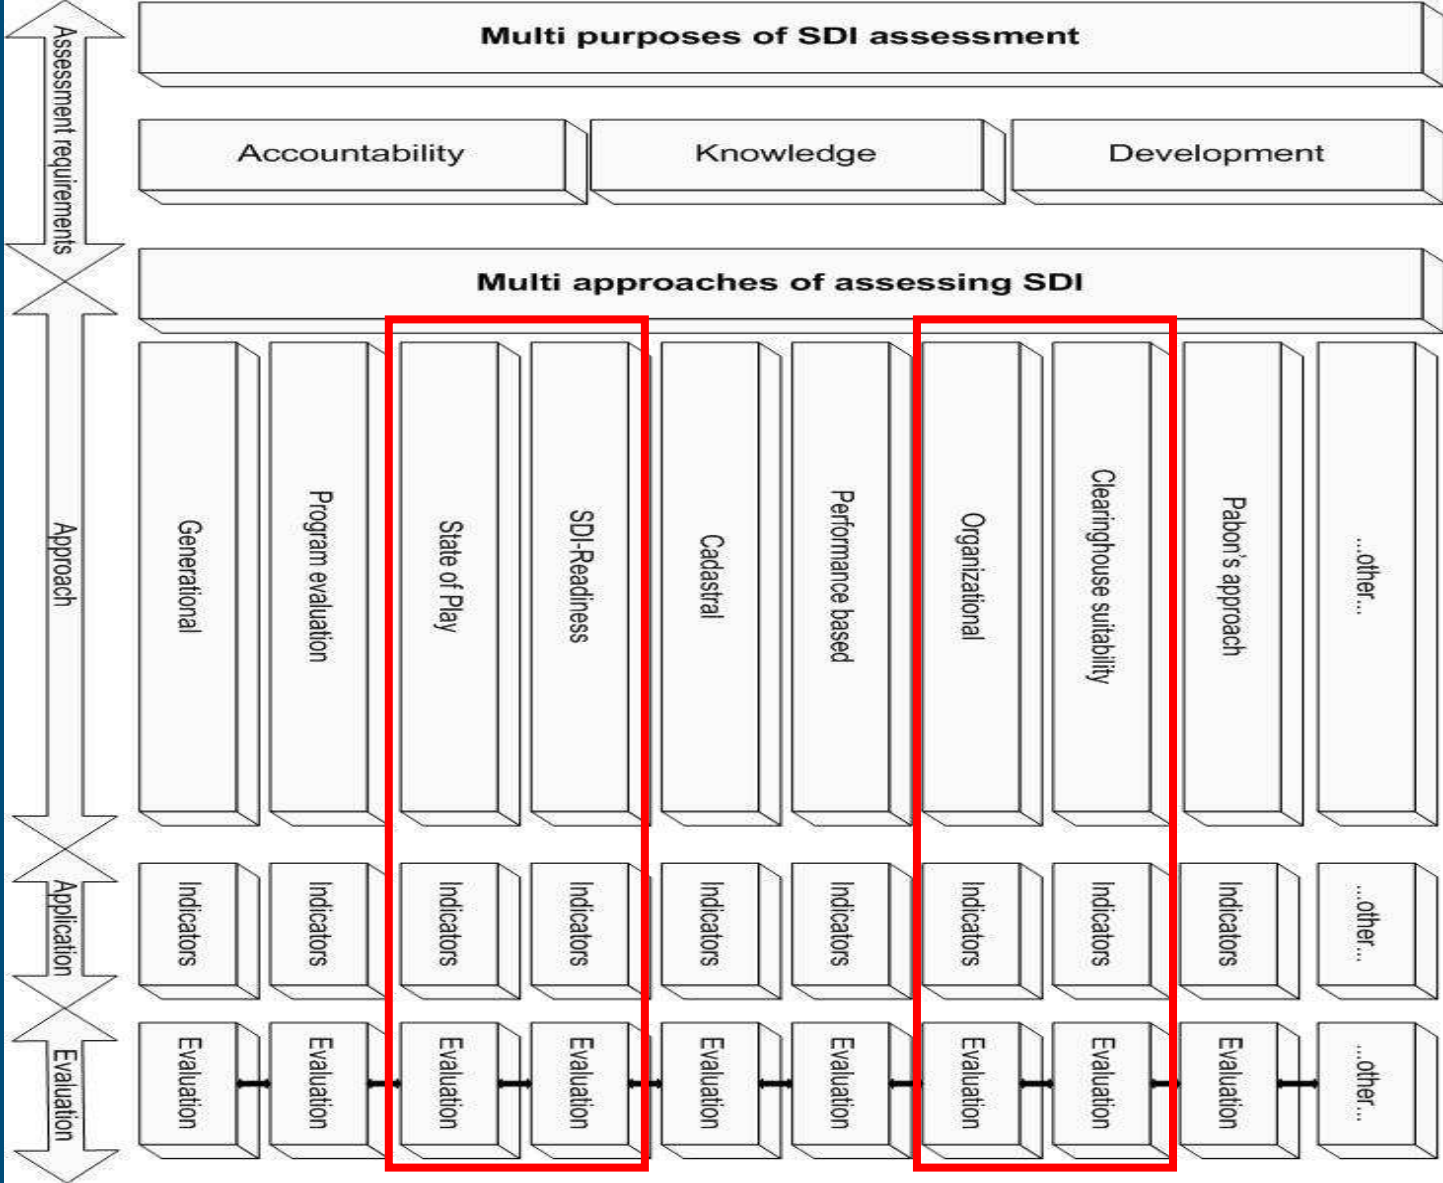 Assessment requirements
Multi purposes of SDI assessment
Accountability
Knowledge
Development
Multi approaches of assessing SDI
Approach
Generational
Program evaluation
State of Play
SDI-Readiness
Cadastral
Performance based
Organizational
Clearinghouse suitability
Pabon's approach
...other...
Application
Indicators
Indicators
Indicators
Indicators
Indicators
Indicators
Indicators
Indicators
Indicators
...other...
Evaluation
Evaluation
Evaluation
Evaluation
Evaluation
Evaluation
Evaluation
Evaluation
Evaluation
Evaluation
...other...